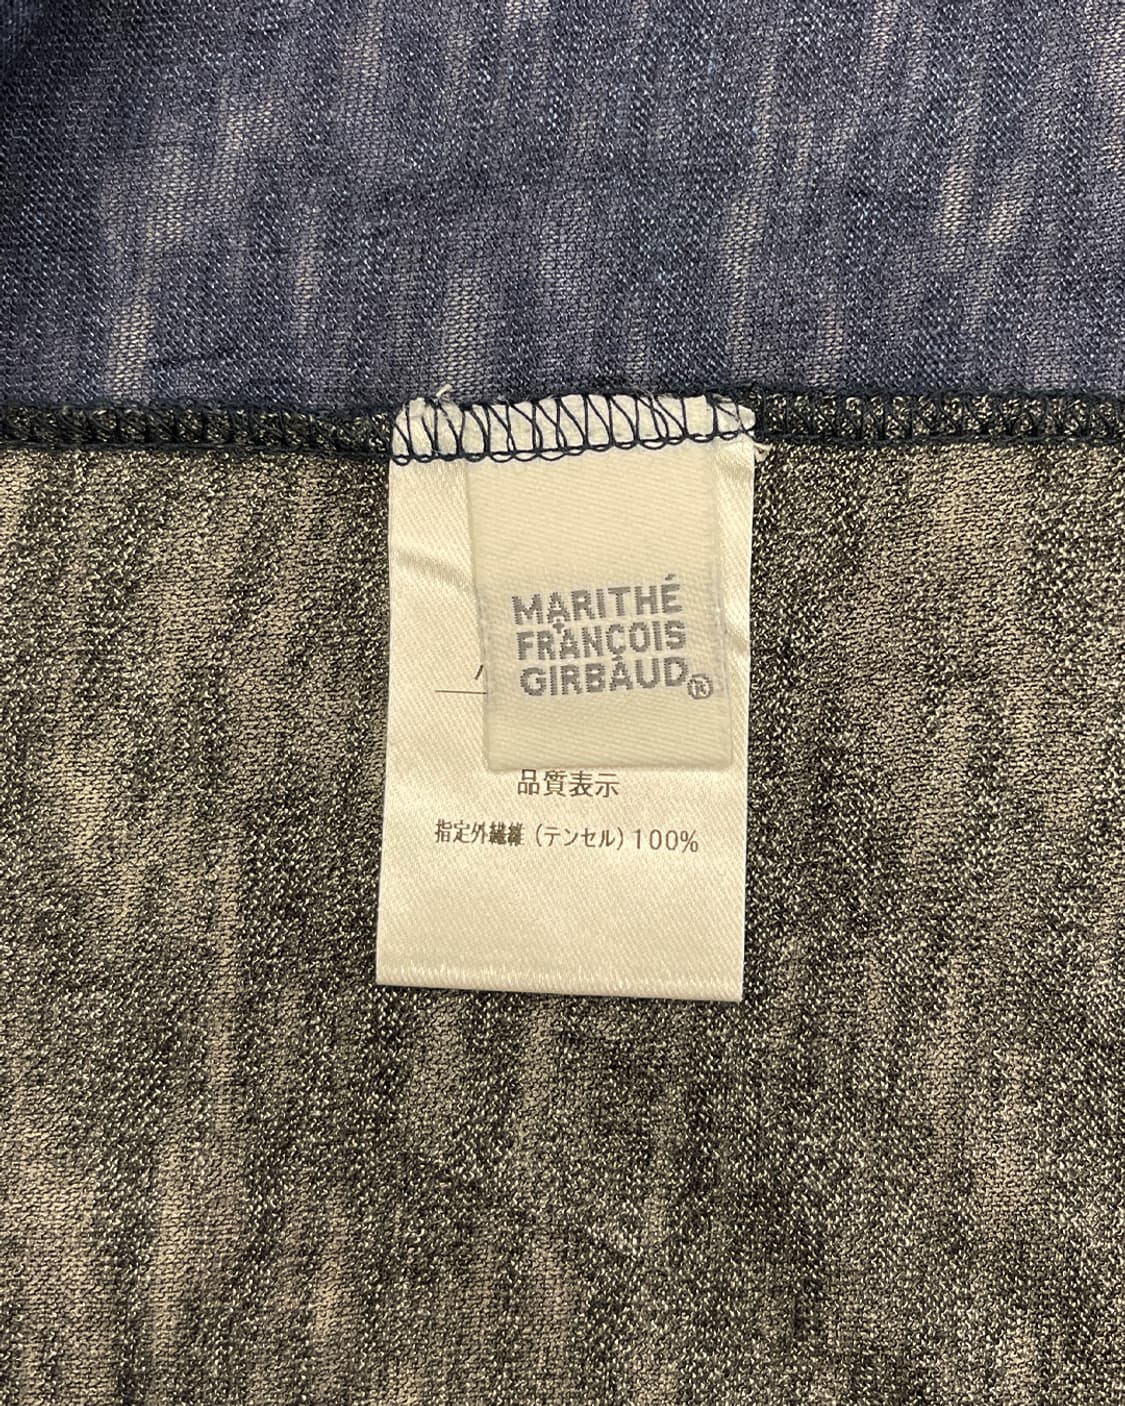 MARITHÉ
+
FRANÇOIS
GIRBAUD®
品質表示
指定外繊維 (テンセル) 100%